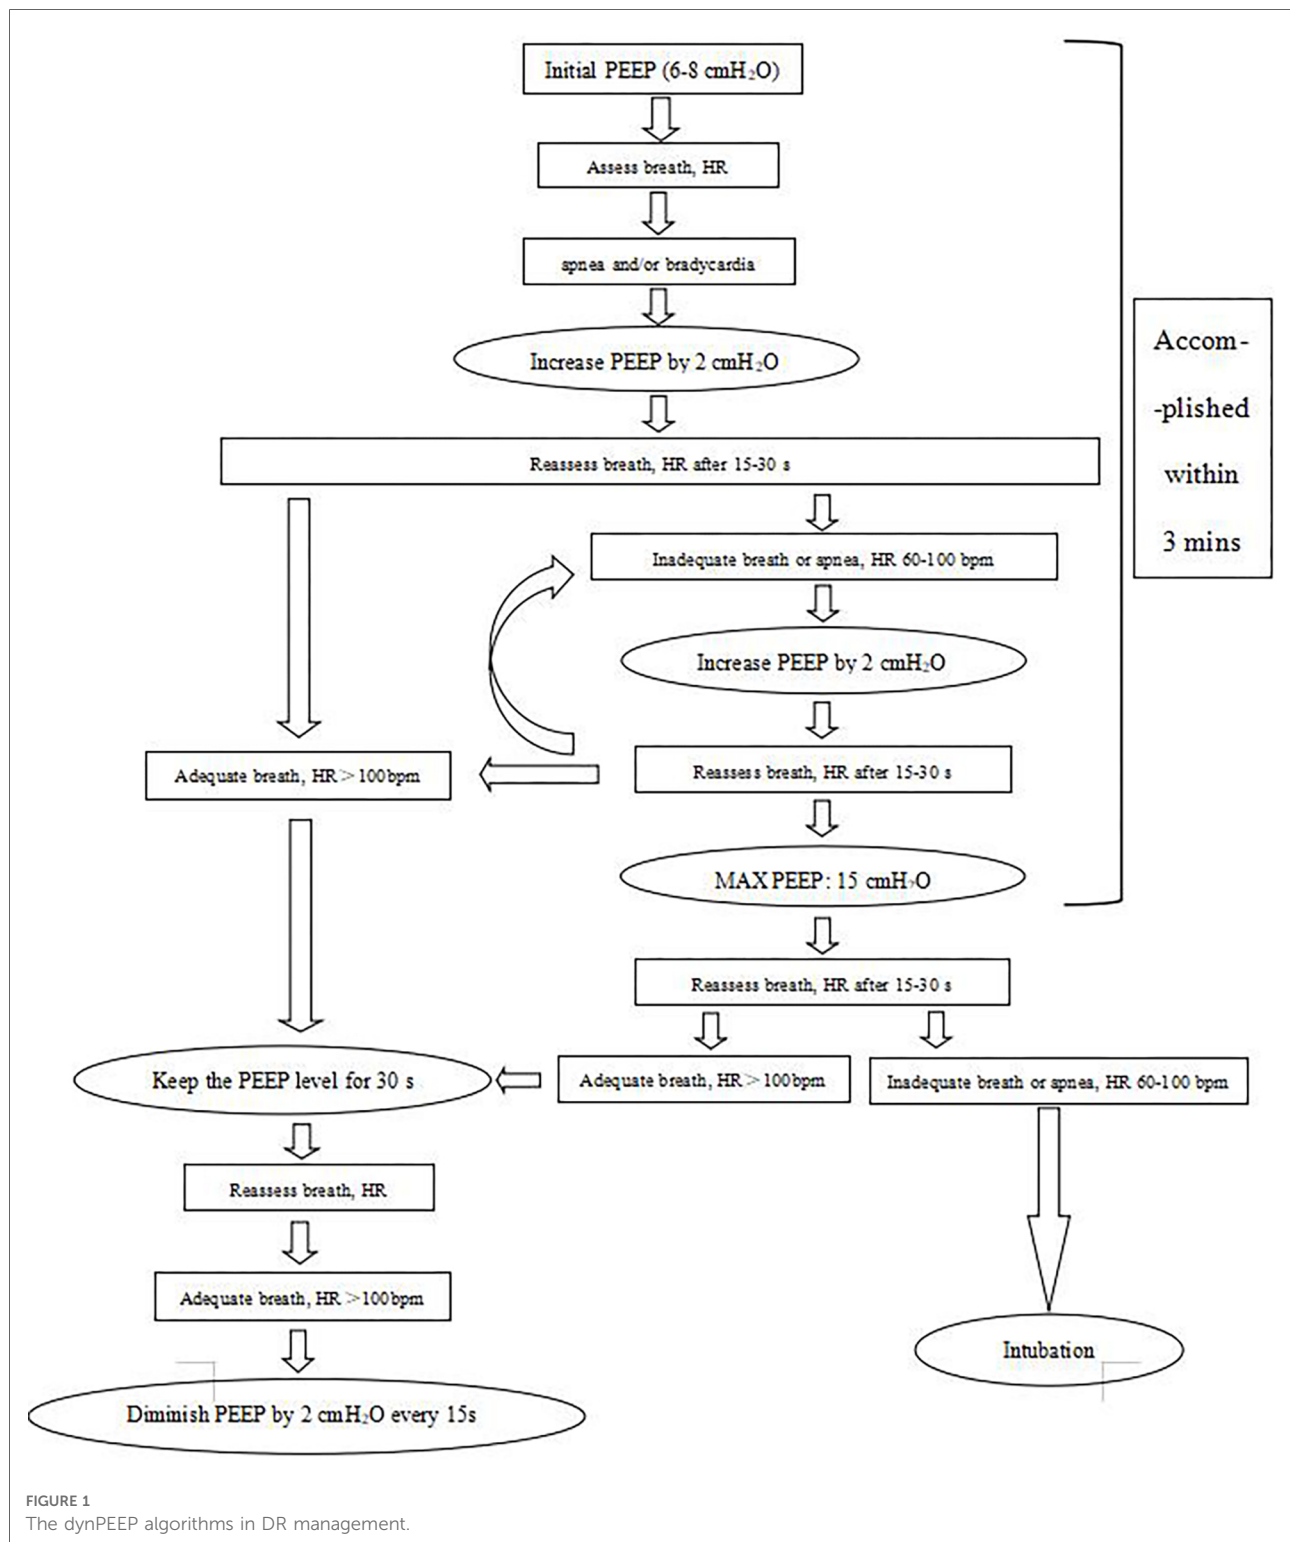 Initial PEEP (6-8 cmH₂O)
Assess breath, HR
spnea and/or bradycardia
Increase PEEP by 2 cmH₂O
Reassess breath, HR after 15-30 s
Accom-
-plished
within
3 mins
Inadequate breath or spnea, HR 60-100 bpm
Increase PEEP by 2 cmH₂O
Adequate breath, HR＞100bpm
Reassess breath, HR after 15-30 s
MAX PEEP: 15 cmH₂O
Reassess breath, HR after 15-30 s
Keep the PEEP level for 30 s
Adequate breath, HR＞100bpm
Inadequate breath or spnea, HR 60-100 bpm
Reassess breath, HR
Adequate breath, HR＞100bpm
Intubation
Diminish PEEP by 2 cmH₂O every 15s
FIGURE 1
The dynPEEP algorithms in DR management.